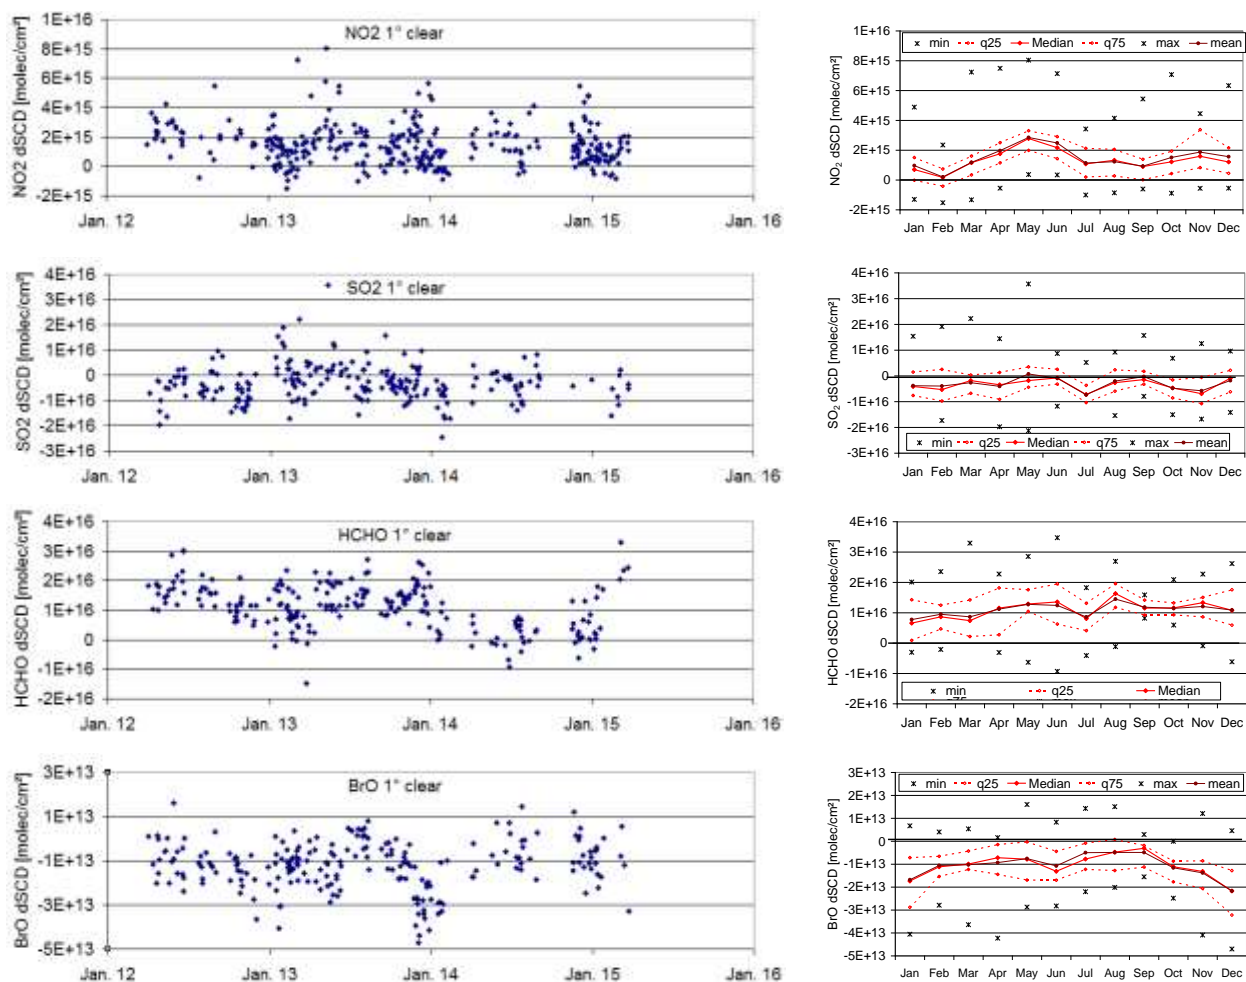 NO2 1° clear
NO2 dSCD [molec/cm²]
1E+16
8E+15
6E+15
4E+15
2E+15
0
-2E+15
Jan. 12 Jan. 13 Jan. 14 Jan. 15 Jan. 16
NO₂ dSCD [molec/cm²]
min q25 Median q75 max mean
1E+16
8E+15
6E+15
4E+15
2E+15
0
-2E+15
Jan Feb Mar Apr May Jun Jul Aug Sep Oct Nov Dec
SO2 1° clear
SO2 dSCD [molec/cm²]
4E+16
3E+16
2E+16
1E+16
0
-1E+16
-2E+16
-3E+16
Jan. 12 Jan. 13 Jan. 14 Jan. 15 Jan. 16
SO₂ dSCD [molec/cm²]
4E+16
3E+16
2E+16
1E+16
0
-1E+16
-2E+16
-3E+16
min q25 Median q75 max mean
Jan Feb Mar Apr May Jun Jul Aug Sep Oct Nov Dec
HCHO 1° clear
HCHO dSCD [molec/cm²]
4E+16
3E+16
2E+16
1E+16
0
-1E+16
-2E+16
Jan. 12 Jan. 13 Jan. 14 Jan. 15 Jan. 16
HCHO dSCD [molec/cm²]
4E+16
3E+16
2E+16
1E+16
0
-1E+16
-2E+16
min q25 Median
Jan Feb Mar Apr May Jun Jul Aug Sep Oct Nov Dec
BrO 1° clear
BrO dSCD [molec/cm²]
3E+13
1E+13
-1E+13
-3E+13
-5E+13
Jan. 12 Jan. 13 Jan. 14 Jan. 15 Jan. 16
BrO dSCD [molec/cm²]
min q25 Median q75 max mean
3E+13
2E+13
1E+13
0
-1E+13
-2E+13
-3E+13
-4E+13
-5E+13
Jan Feb Mar Apr May Jun Jul Aug Sep Oct Nov Dec